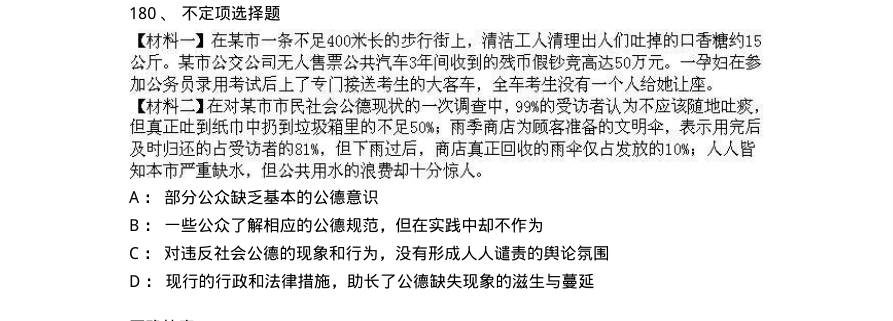 180 、 不定项选择题
【材料一】在某市一条不足400米长的步行街上，清洁工人清理出人们吐掉的口香糖约15
公斤。某市公交公司无人售票公共汽车3年间收到的残币假钞竟高达50万元。一孕妇在参
加公务员录用考试后上了专门接送考生的大客车，全车考生没有一个人给她让座。
【材料二】在对某市市民社会公德现状的一次调查中，99%的受访者认为不应该随地吐痰，
但真正吐到纸巾中扔到垃圾箱里的不足50%；雨季商店为顾客准备的文明伞，表示用完后
及时归还的占受访者的81%，但下雨过后，商店真正回收的雨伞仅占发放的10%；人人皆
知本市严重缺水，但公共用水的浪费却十分惊人。
A ： 部分公众缺乏基本的公德意识
B ： 一些公众了解相应的公德规范，但在实践中却不作为
C ： 对违反社会公德的现象和行为，没有形成人人谴责的舆论氛围
D ： 现行的行政和法律措施，助长了公德缺失现象的滋生与蔓延